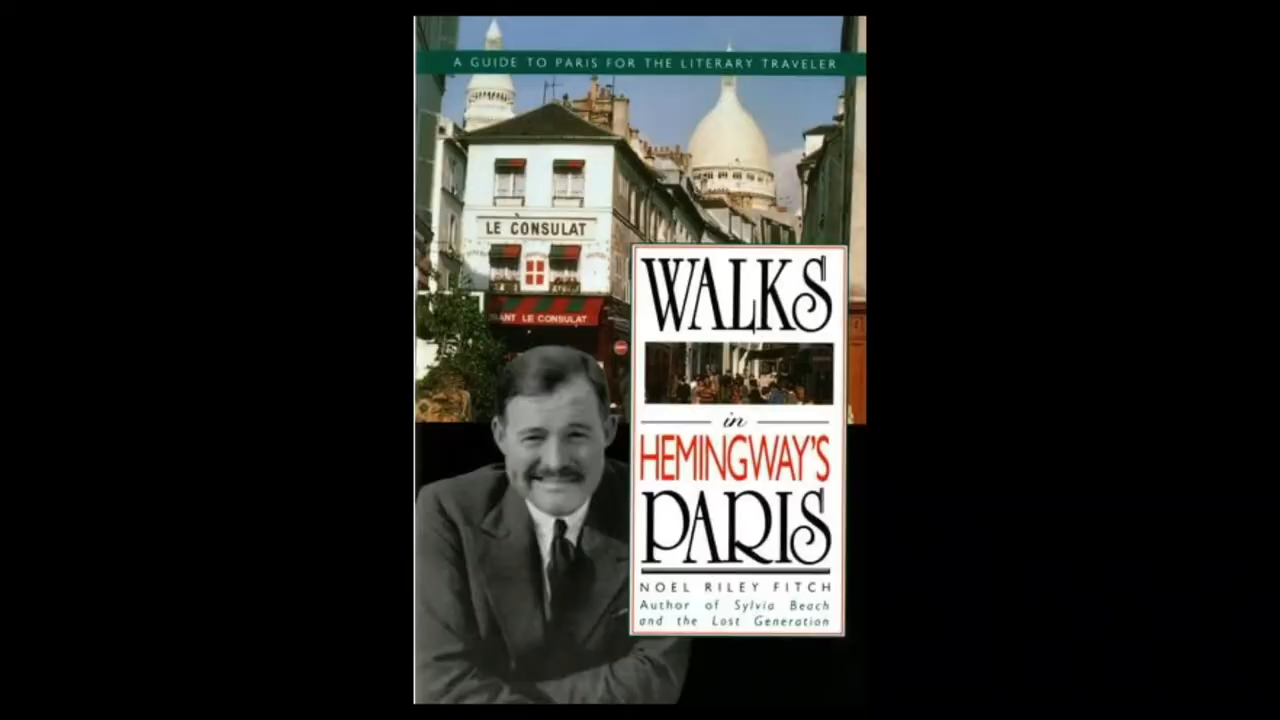 A GUIDE TO PARIS FOR THE LITERARY TRAVELER
LE CONSULAT
ANT LE CONSULAT
WALKS
in
HEMINGWAY'S
PARIS
NOEL RILEY FITCH
Author of Sylvia Beach
and the Lost Generation